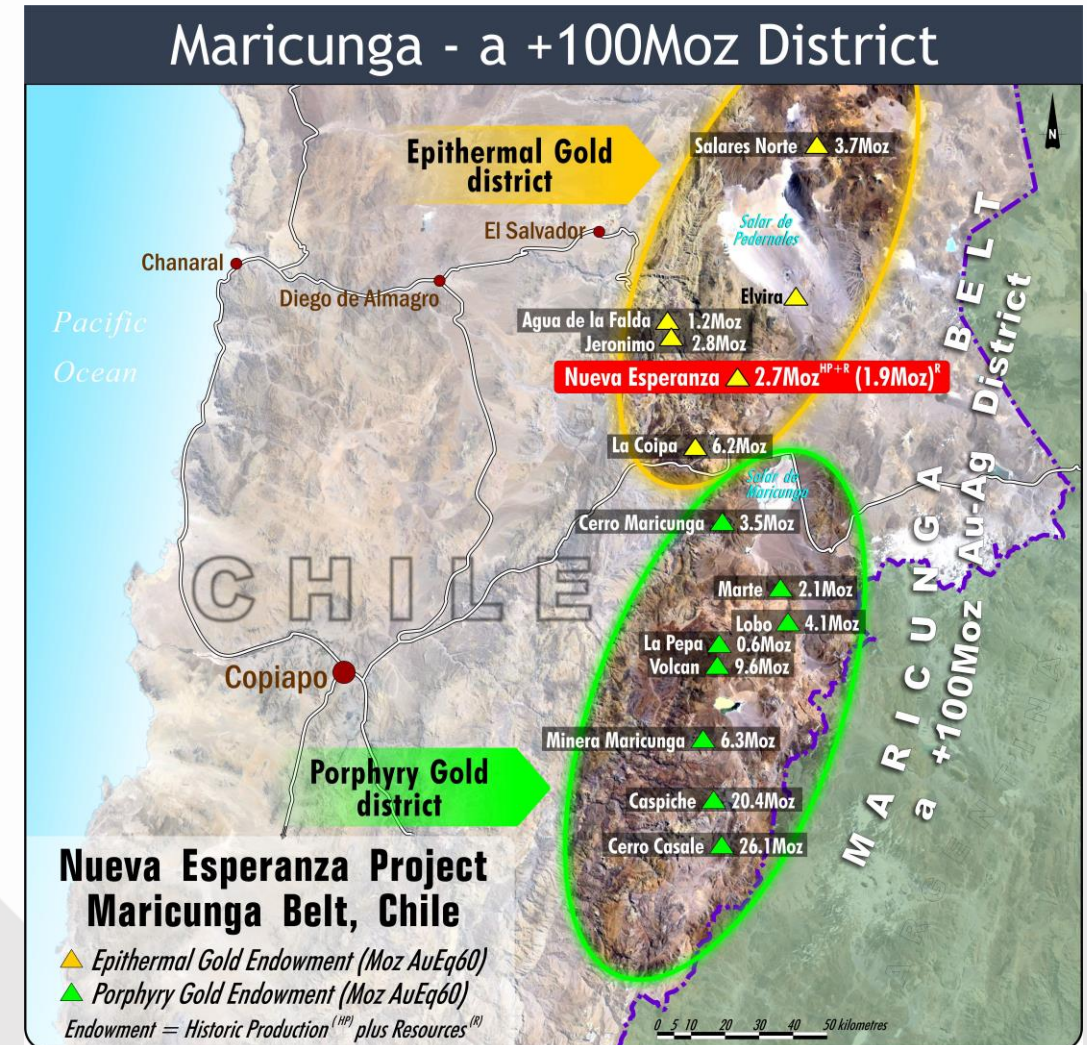 Maricunga - a +100Moz District
N
Epithermal Gold
district
Salares Norte 3.7Moz
Salar de
Pedernales
El Salvador
Chanaral
Diego de Almagro
Elvira
Pacific
Ocean
Agua de la Falda 1.2Moz
Jeronimo 2.8Moz
Nueva Esperanza 2.7Moz HP+R (1.9Moz) R
La Coipa 6.2Moz
Salar de
Maricunga
Cerro Maricunga 3.5Moz
CHILE
Marte 2.1Moz
Lobo 4.1Moz
La Pepa 0.6Moz
Volcan 9.6Moz
Copiapo
Minera Maricunga 6.3Moz
Porphyry Gold
district
Caspiche 20.4Moz
Cerro Casale 26.1Moz
MARICUNGA BELT
a +100Moz Au-Ag District
Nueva Esperanza Project
Maricunga Belt, Chile
Epithermal Gold Endowment (Moz AuEq60)
Porphyry Gold Endowment (Moz AuEq60)
Endowment = Historic Production (HP) plus Resources (R)
0 5 10 20 30 40 50 kilometres